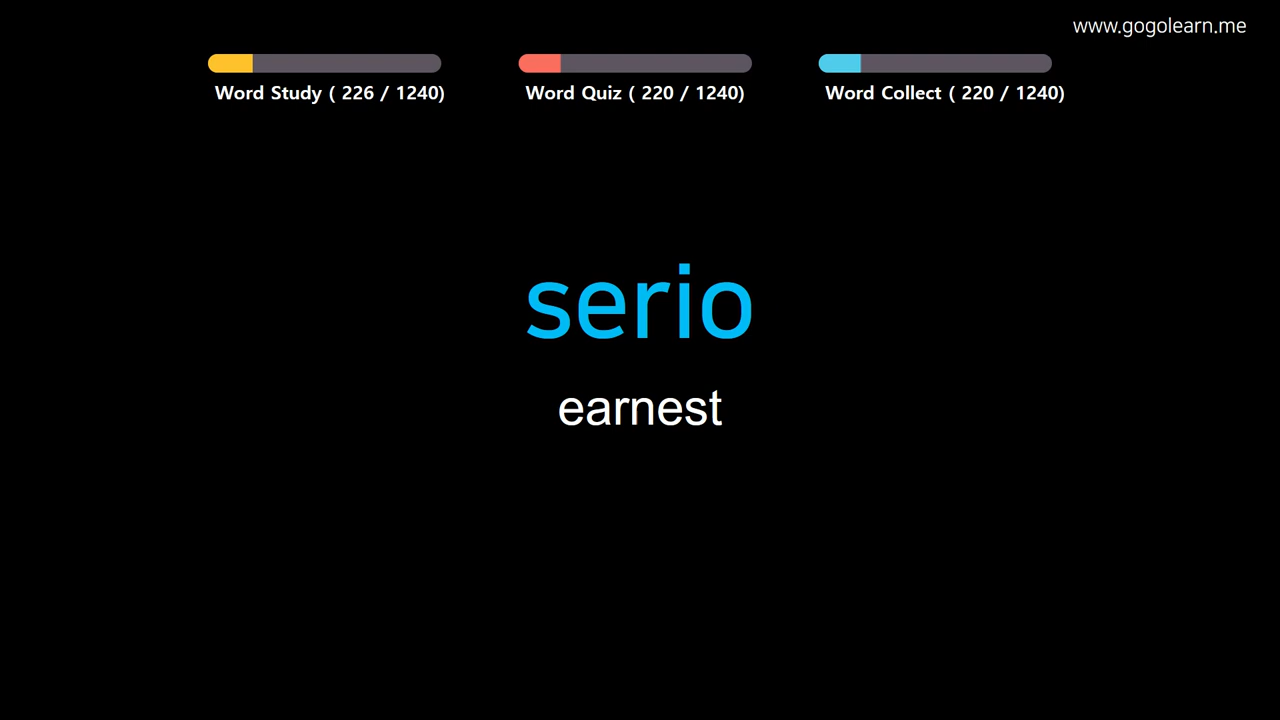 www.gogolearn.me
Word Study ( 226 / 1240)
Word Quiz ( 220 / 1240)
Word Collect ( 220 / 1240)
serio
earnest